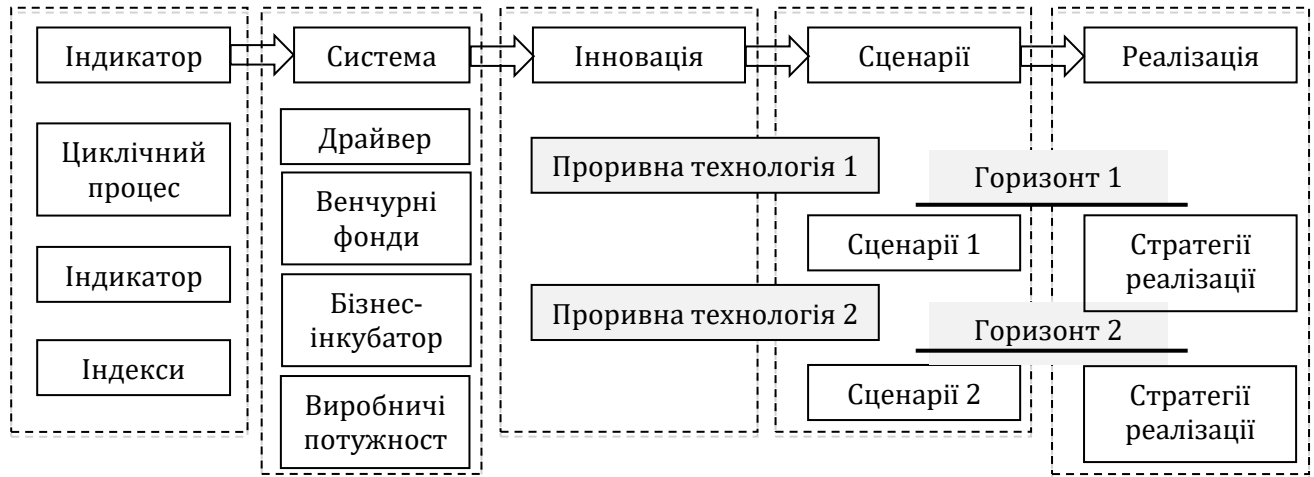 Індикатор
Система
Інновація
Сценарії
Реалізація
Циклічний
процес
Індикатор
Індекси
Драйвер
Венчурні
фонди
Бізнес-
інкубатор
Виробничі
потужност
Проривна технологія 1
Проривна технологія 2
Горизонт 1
Сценарії 1
Горизонт 2
Сценарії 2
Стратегії
реалізації
Стратегії
реалізації